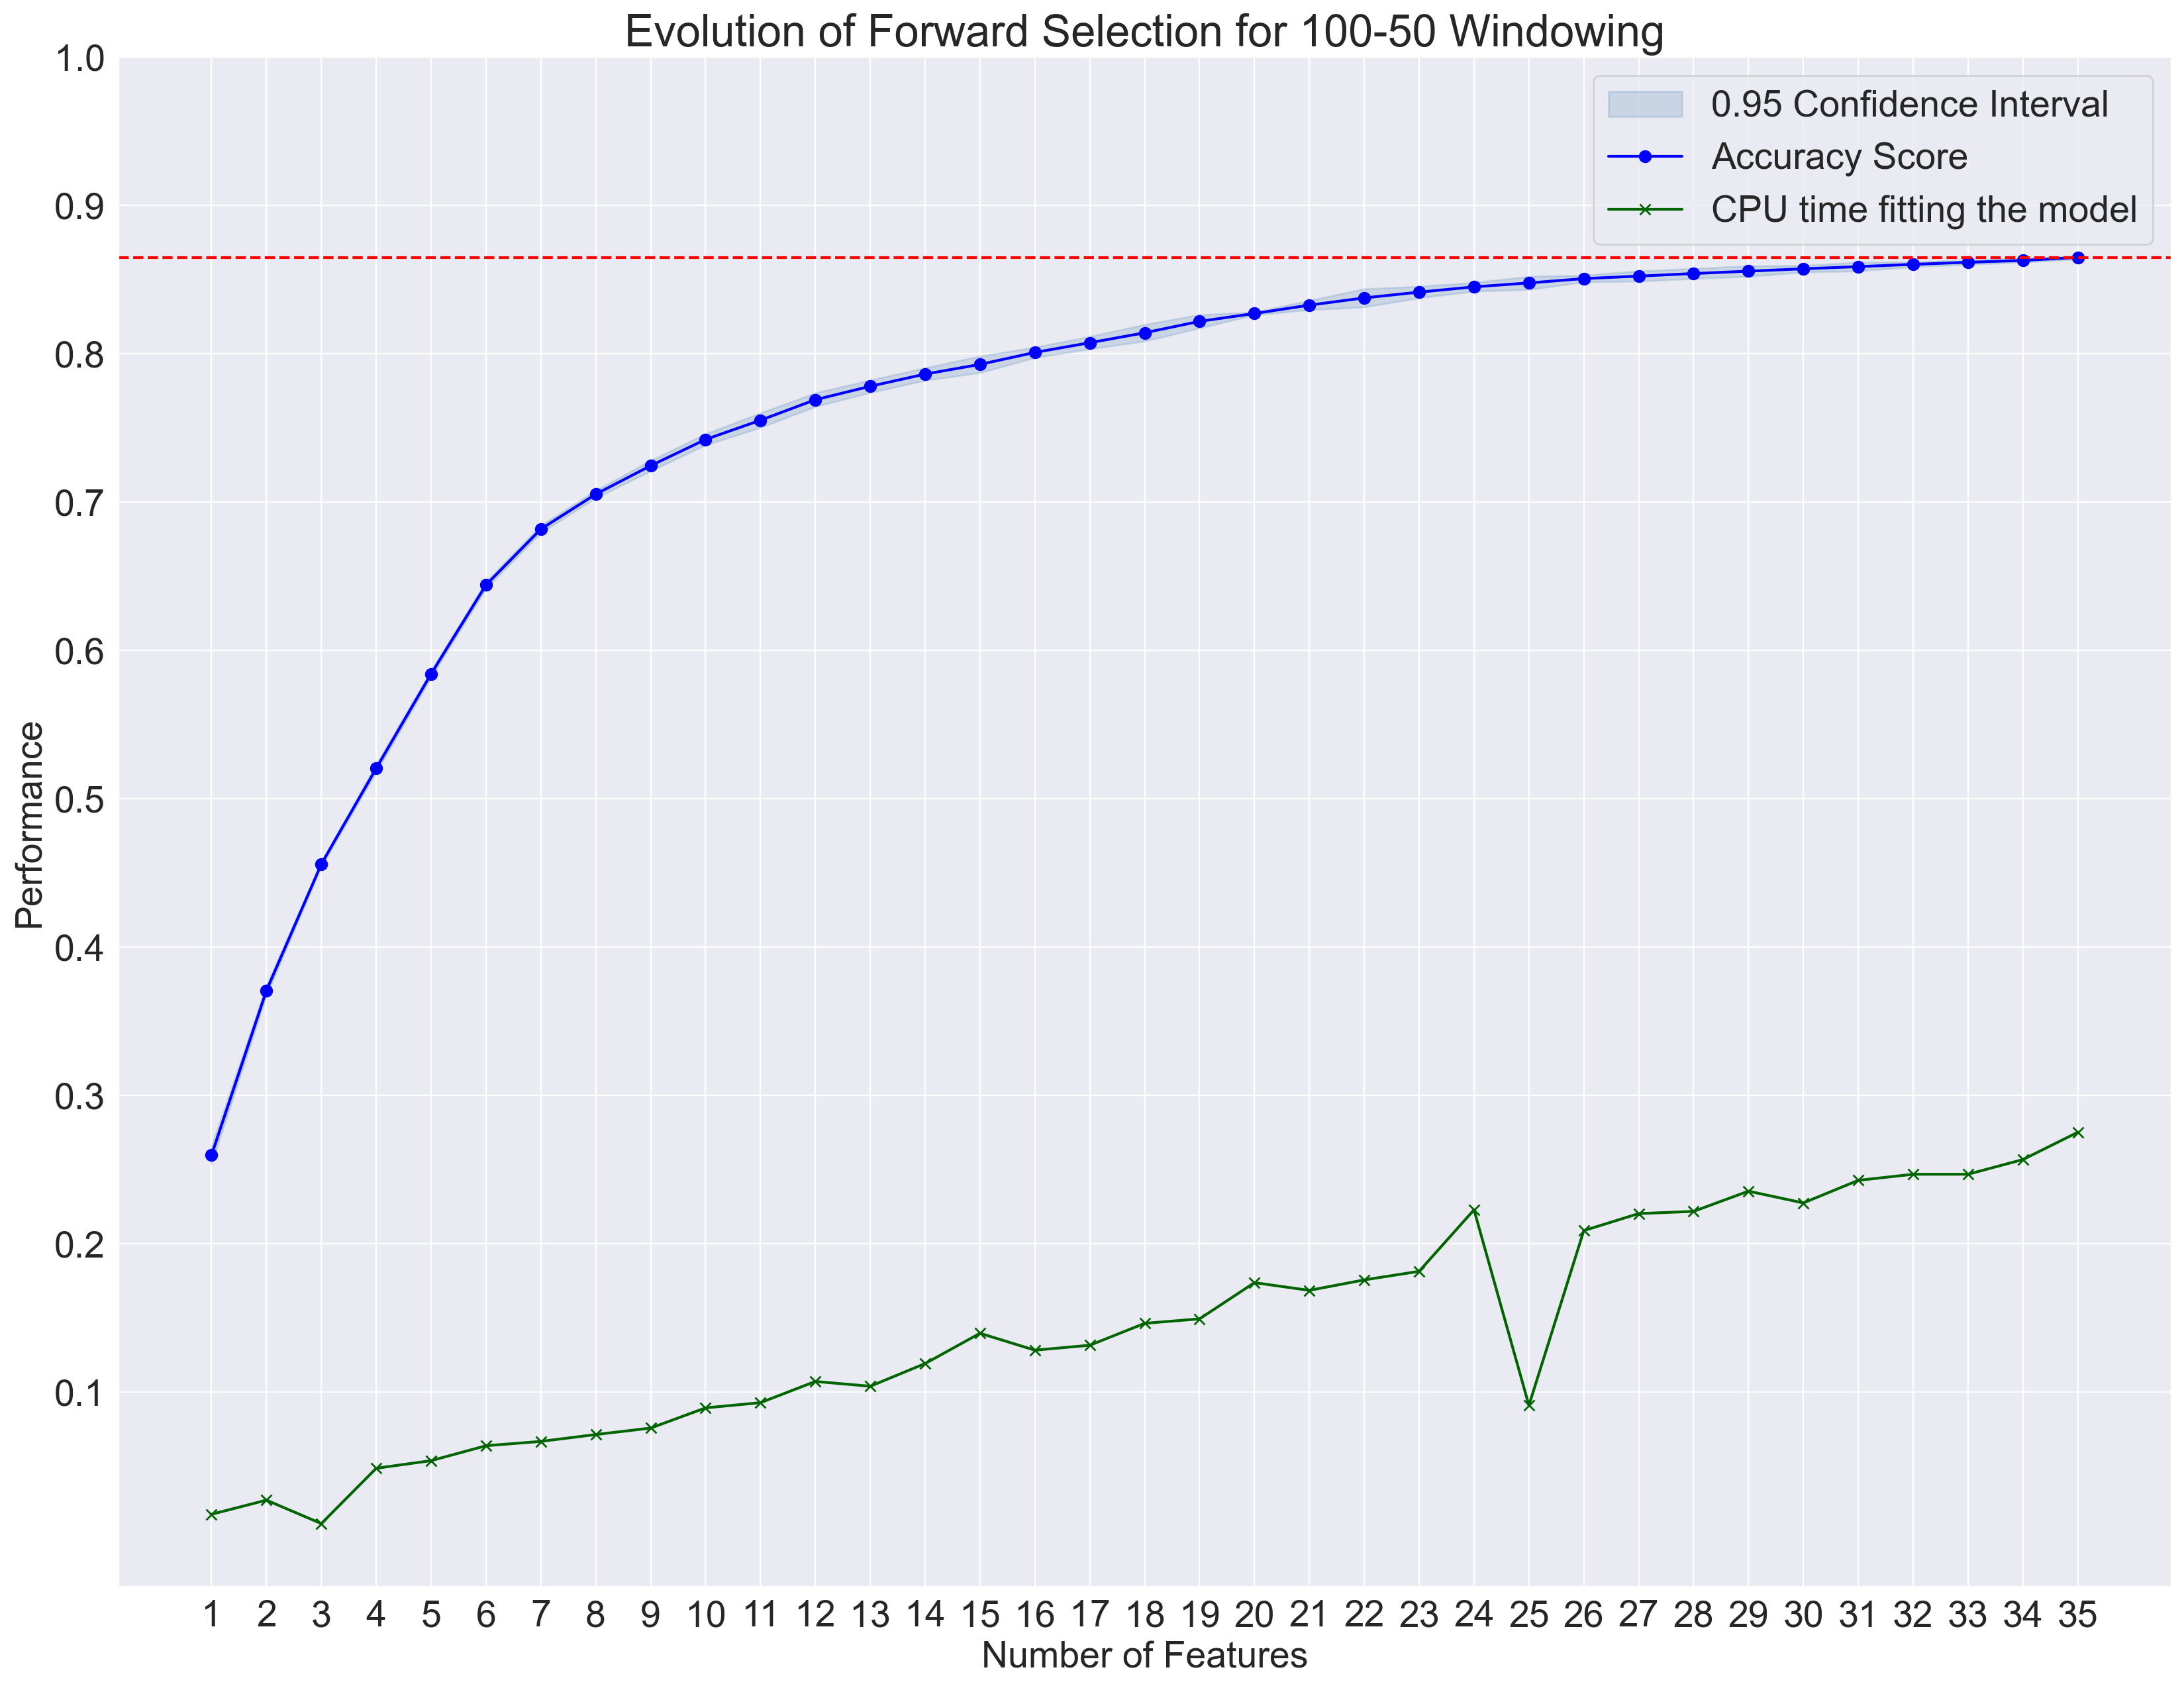 Evolution of Forward Selection for 100-50 Windowing
1.0
0.9
0.8
0.7
0.6
0.5
0.4
0.3
0.2
0.1
Performance
0.95 Confidence Interval
Accuracy Score
CPU time fitting the model
1 2 3 4 5 6 7 8 9 10 11 12 13 14 15 16 17 18 19 20 21 22 23 24 25 26 27 28 29 30 31 32 33 34 35
Number of Features